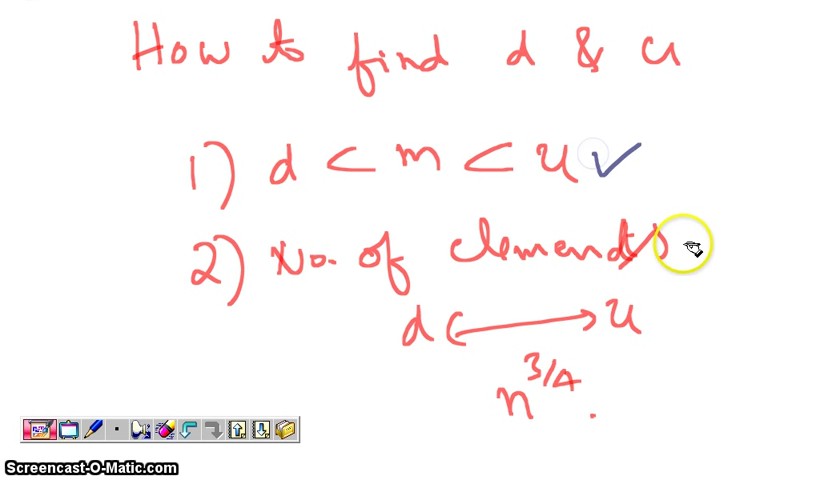 How to find d & u
1) d < m < u ✓
2) No. of elements
d ⟷ u
n^3/4.
SCREENCAST-O-MATIC.COM